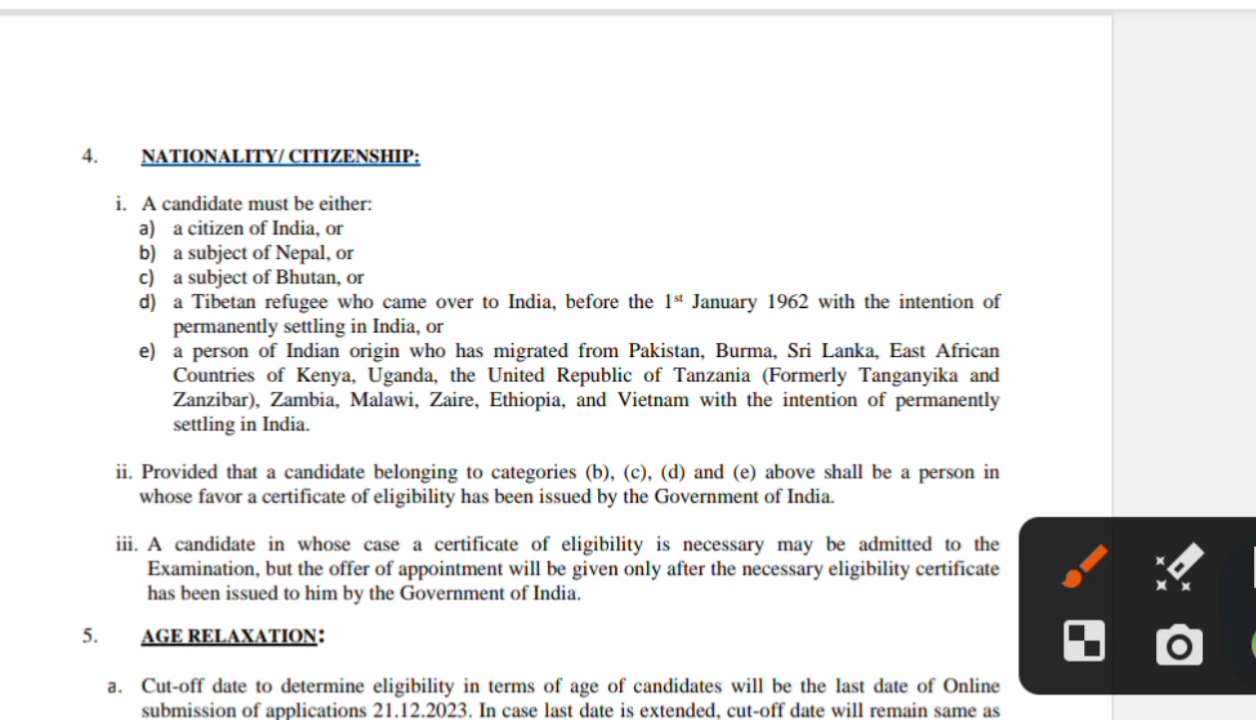 4. NATIONALITY/ CITIZENSHIP:
i. A candidate must be either:
a) a citizen of India, or
b) a subject of Nepal, or
c) a subject of Bhutan, or
d) a Tibetan refugee who came over to India, before the 1st January 1962 with the intention of
permanently settling in India, or
e) a person of Indian origin who has migrated from Pakistan, Burma, Sri Lanka, East African
Countries of Kenya, Uganda, the United Republic of Tanzania (Formerly Tanganyika and
Zanzibar), Zambia, Malawi, Zaire, Ethiopia, and Vietnam with the intention of permanently
settling in India.
ii. Provided that a candidate belonging to categories (b), (c), (d) and (e) above shall be a person in
whose favor a certificate of eligibility has been issued by the Government of India.
iii. A candidate in whose case a certificate of eligibility is necessary may be admitted to the
Examination, but the offer of appointment will be given only after the necessary eligibility certificate
has been issued to him by the Government of India.
5. AGE RELAXATION:
a. Cut-off date to determine eligibility in terms of age of candidates will be the last date of Online
submission of applications 21.12.2023. In case last date is extended, cut-off date will remain same as